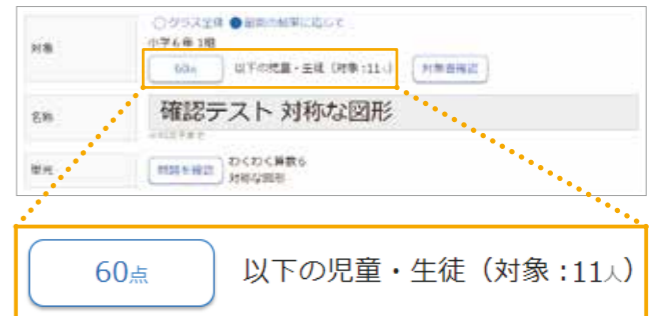 ○クラス全体 ●直前の結果に応じて
対象
小学6年1組
60点 以下の児童・生徒（対象:11人） 対象者確認
名称
確認テスト 対称な図形
単元
問題を確認
わくわく算数6
対称な図形
60点 以下の児童・生徒（対象:11人）